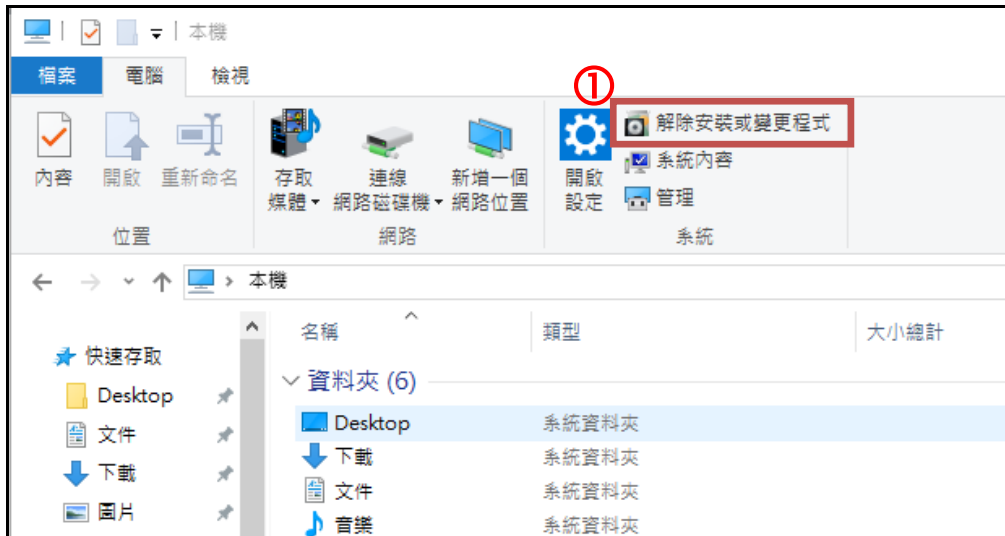 本機
檔案 電腦 檢視
①
解除安裝或變更程式
系統內容
管理
內容 開啟 重新命名 存取媒體 連線網路磁碟機 新增一個網路位置 開啟設定
位置 網路 系統
本機
名稱 類型 大小總計
快速存取
資料夾 (6)
Desktop
Desktop 系統資料夾
文件
下載 系統資料夾
下載
文件 系統資料夾
圖片
音樂 系統資料夾